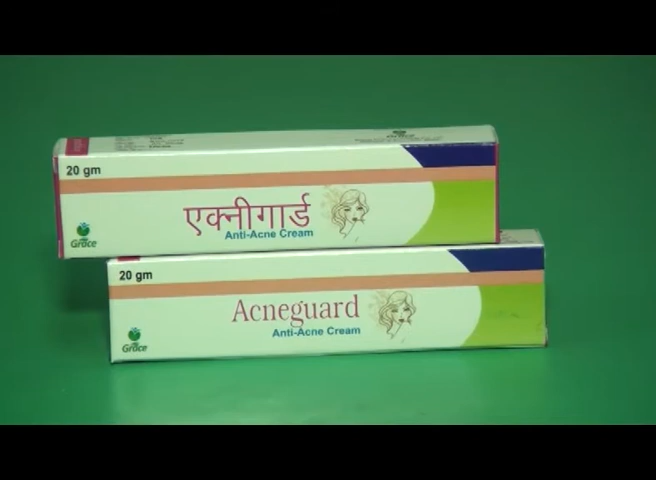 20 gm
एक्नीगार्ड
Anti-Acne Cream
Grace
20 gm
Acneguard
Anti-Acne Cream
Grace